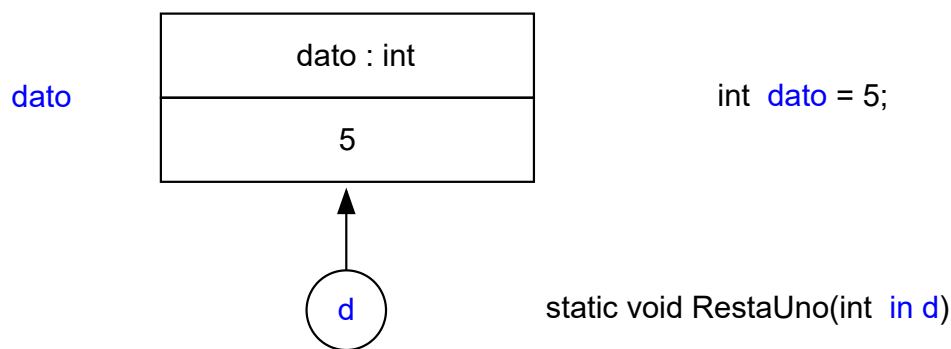 dato : int
dato
int dato = 5;
5
d
static void RestaUno(int in d)